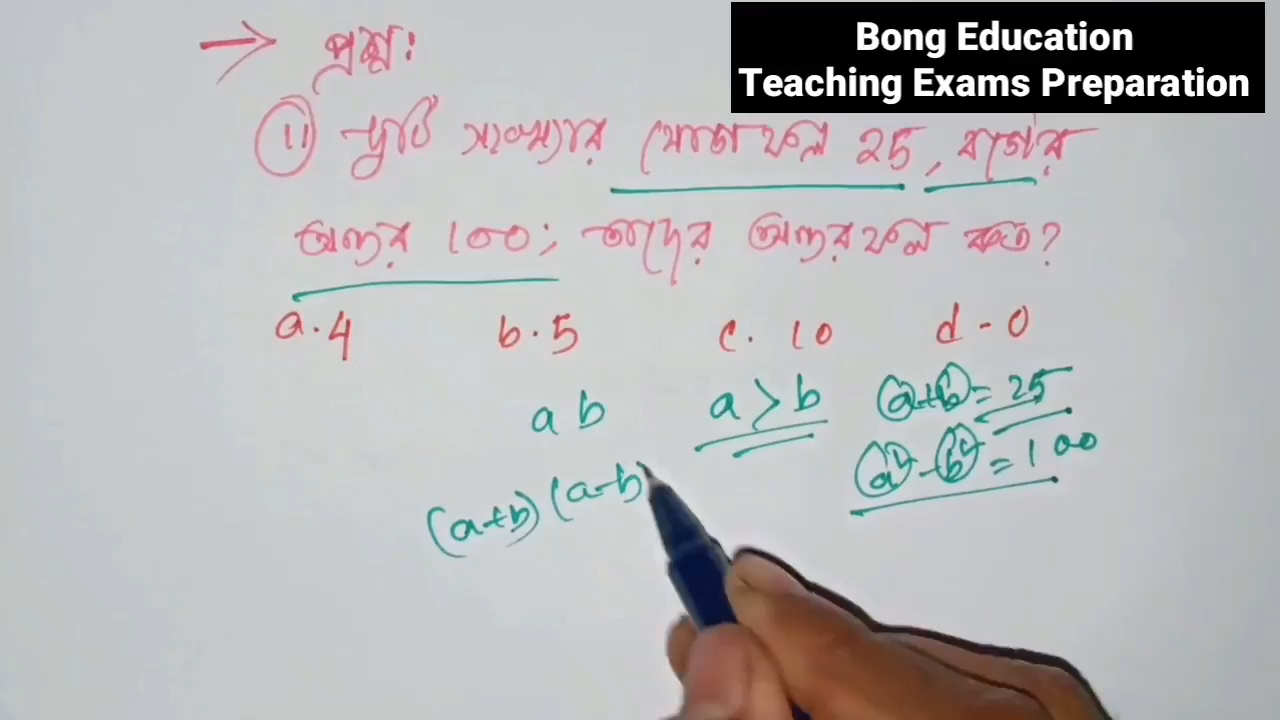 Bong Education
Teaching Exams Preparation
→ প্রশ্ন:
11 দুটি সংখ্যার যোগফল 25, বর্গের
অন্তর 100; তাদের অন্তরফল কত?
a. 4 b. 5 c. 10 d - 0
a b a > b a+b = 25
a² - b² = 100
(a+b) (a-b)